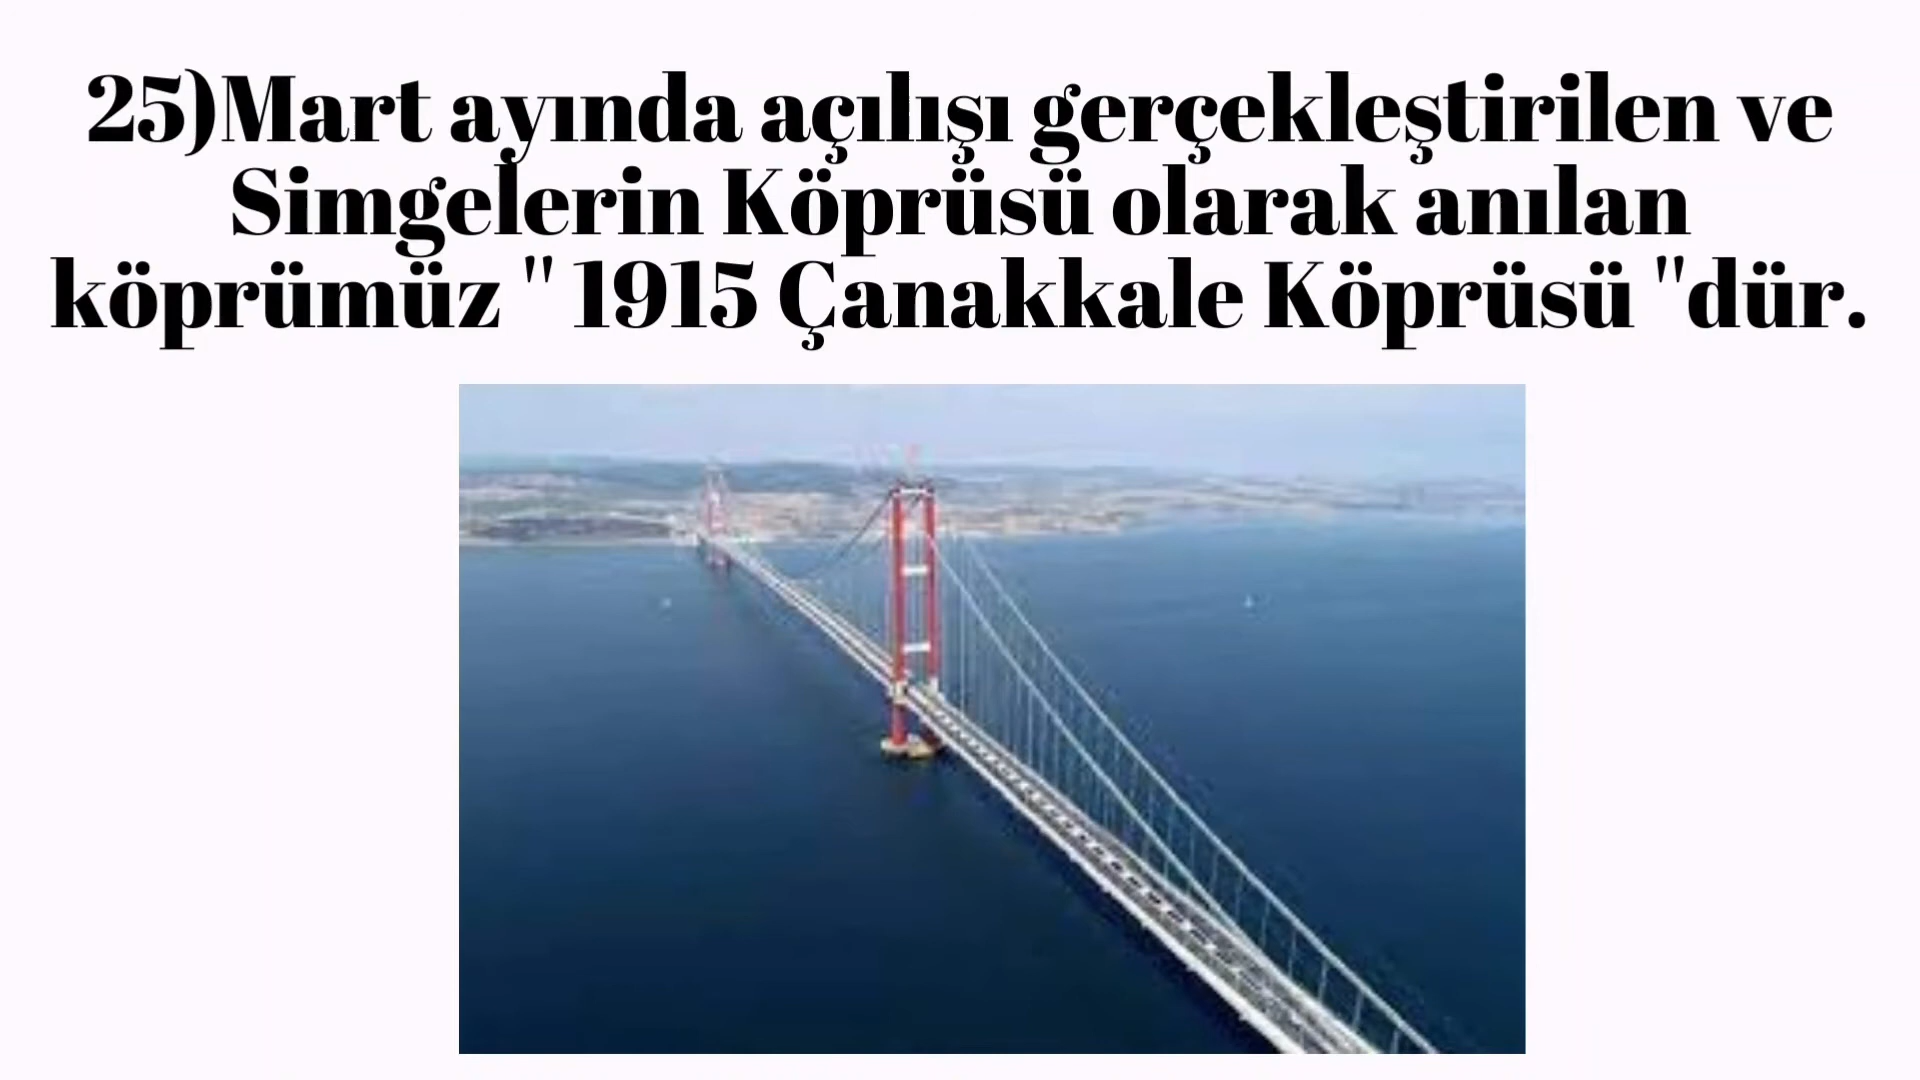 25)Mart ayında açılışı gerçekleştirilen ve
Simgelerin Köprüsü olarak anılan
köprümüz " 1915 Çanakkale Köprüsü "dür.